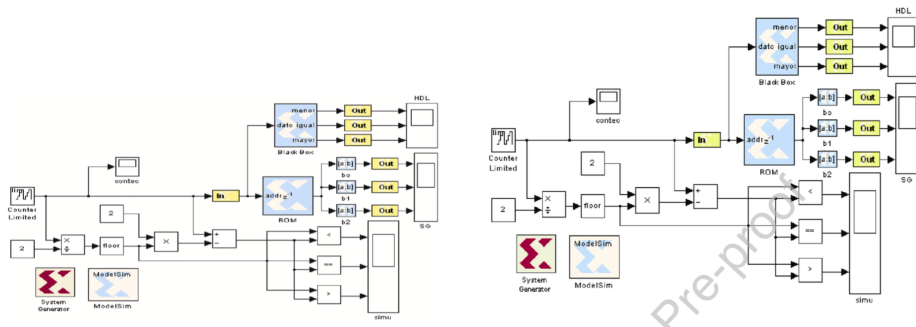 HDL
menor
Out
dato igual
Out
mayor
Out
Black Box
contec
Counter
Limited
In
addr z⁻¹
ROM
[a:b]
Out
bo
[a:b]
Out
b1
[a:b]
Out
b2
SG
2
2
×
÷
floor
×
+
−
<
==
>
simu
System
Generator
ModelSim
ModelSim
HDL
menor
Out
dato igual
Out
mayor
Out
Black Box
contec
Counter
Limited
In
addr z⁻¹
ROM
[a:b]
Out
bo
[a:b]
Out
b1
[a:b]
Out
b2
SG
2
2
×
÷
floor
×
+
−
<
==
>
simu
System
Generator
ModelSim
ModelSim
Pre-proof